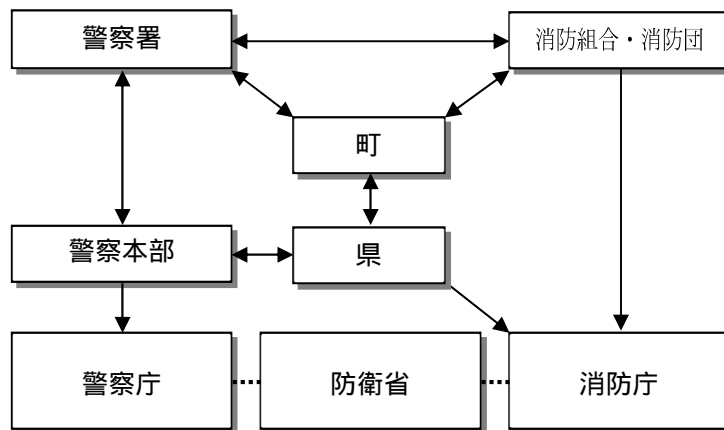 警察署
消防組合・消防団
町
警察本部
県
警察庁
防衛省
消防庁